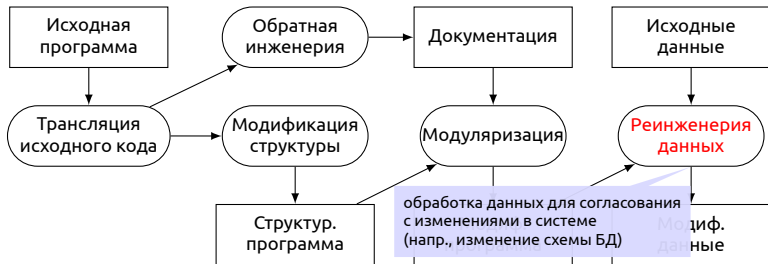 Исходная
программа
Обратная
инженерия
Документация
Исходные
данные
Трансляция
исходного кода
Модификация
структуры
Модуляризация
Реинженерия
данных
обработка данных для согласования
с изменениями в системе
(напр., изменение схемы БД)
Структур.
программа
Модиф.
данные